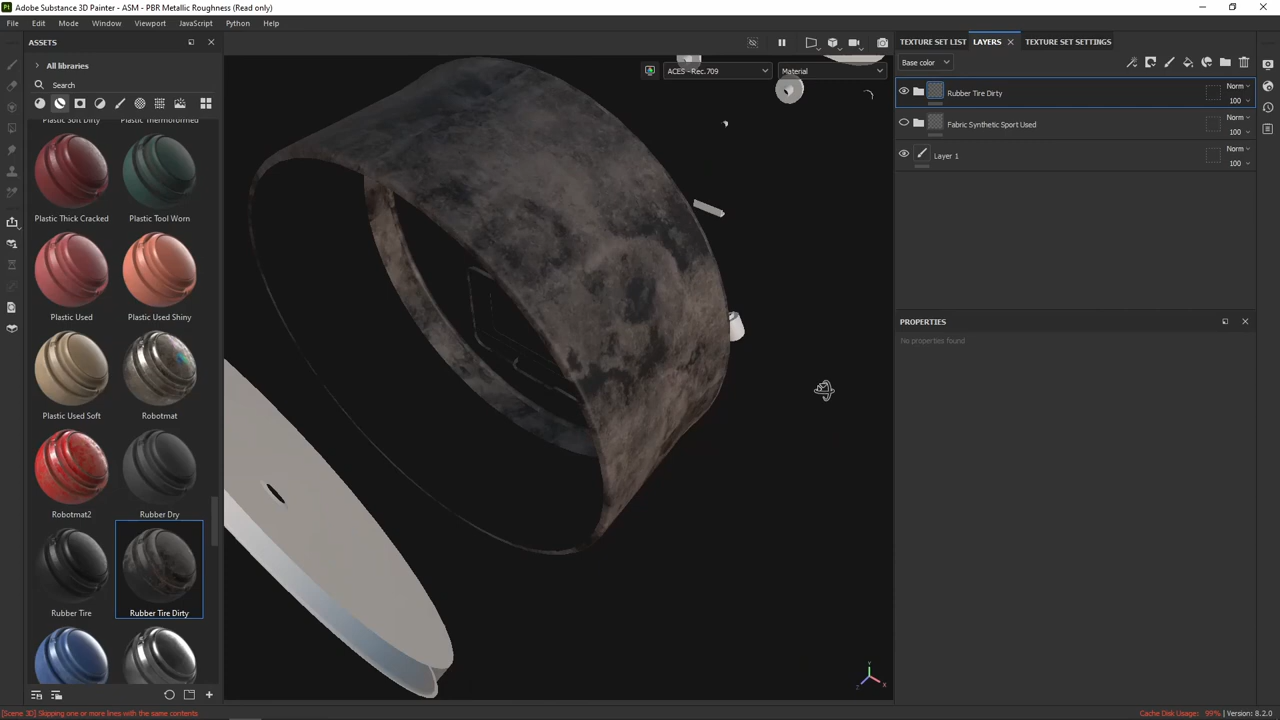 Adobe Substance 3D Painter - ASM - PBR Metallic Roughness (Read only)
File Edit Mode Window Viewport JavaScript Python Help
ASSETS
All libraries
Search
Plastic Soft Dirty Plastic Thermoformed
Plastic Thick Cracked Plastic Tool Worn
Plastic Used Plastic Used Shiny
Plastic Used Soft Robotmat
Robotmat2 Rubber Dry
Rubber Tire Rubber Tire Dirty
ACES - Rec.709 Material
Y
X
Z
TEXTURE SET LIST LAYERS TEXTURE SET SETTINGS
Base color
Rubber Tire Dirty Norm
100
Fabric Synthetic Sport Used Norm
100
Layer 1 Norm
100
PROPERTIES
No properties found
[Scene 3D] Skipping one or more lines with the same contents
Cache Disk Usage: 99% | Version: 8.2.0